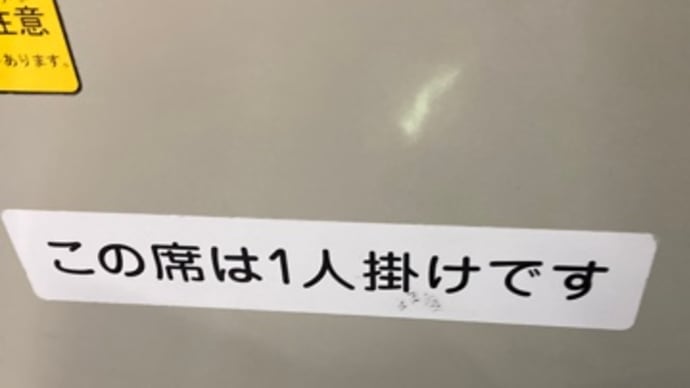 注意
あります。
この席は1人掛けです